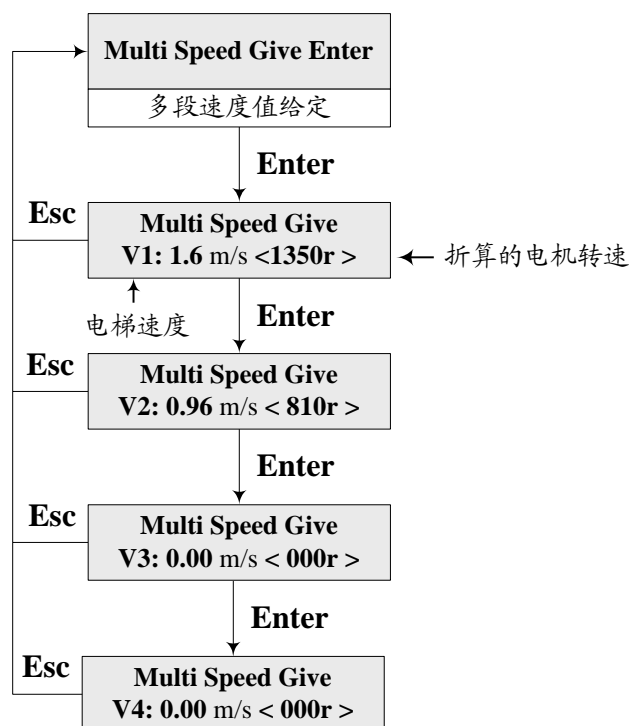 Multi Speed Give Enter
多段速度值给定
Enter
Esc
Multi Speed Give
V1: 1.6 m/s <1350r >
折算的电机转速
电梯速度
Enter
Esc
Multi Speed Give
V2: 0.96 m/s < 810r >
Enter
Esc
Multi Speed Give
V3: 0.00 m/s < 000r >
Enter
Esc
Multi Speed Give
V4: 0.00 m/s < 000r >